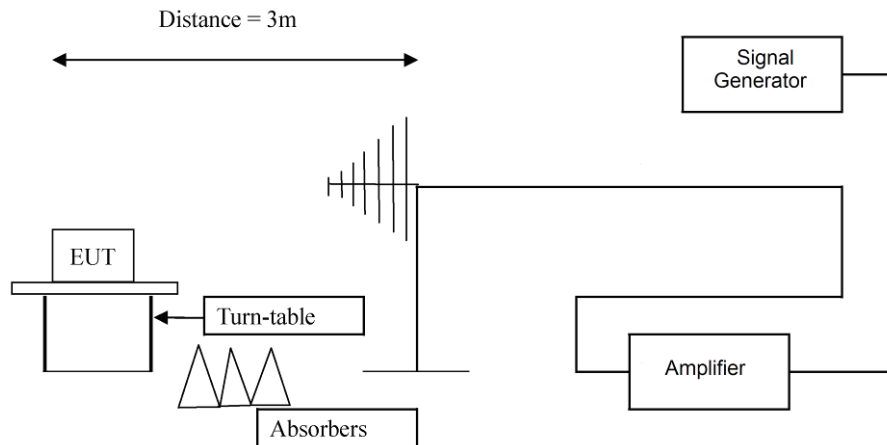 Distance = 3m
Signal
Generator
EUT
Turn-table
Amplifier
Absorbers